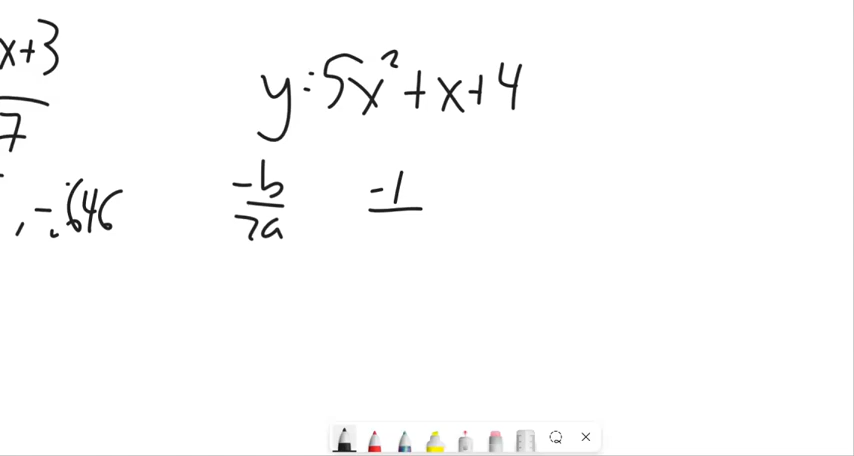 x+3
y=5x²+x+4
7
, -.646
-b
2a
-1